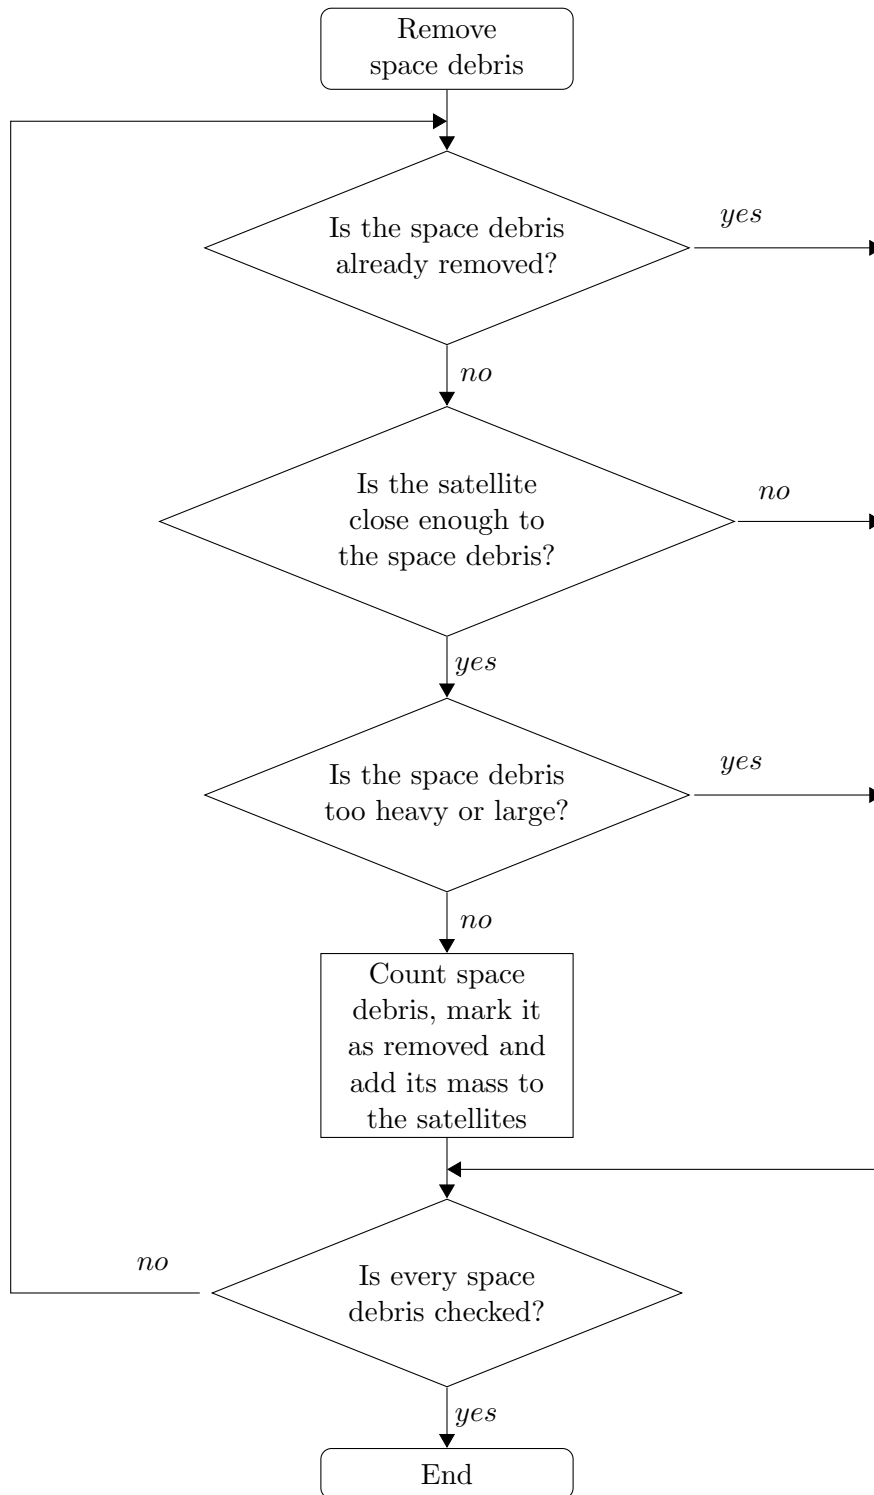 Remove
space debris
Is the space debris
already removed?
yes
no
Is the satellite
close enough to
the space debris?
no
yes
Is the space debris
too heavy or large?
yes
no
Count space
debris, mark it
as removed and
add its mass to
the satellites
Is every space
debris checked?
no
yes
End